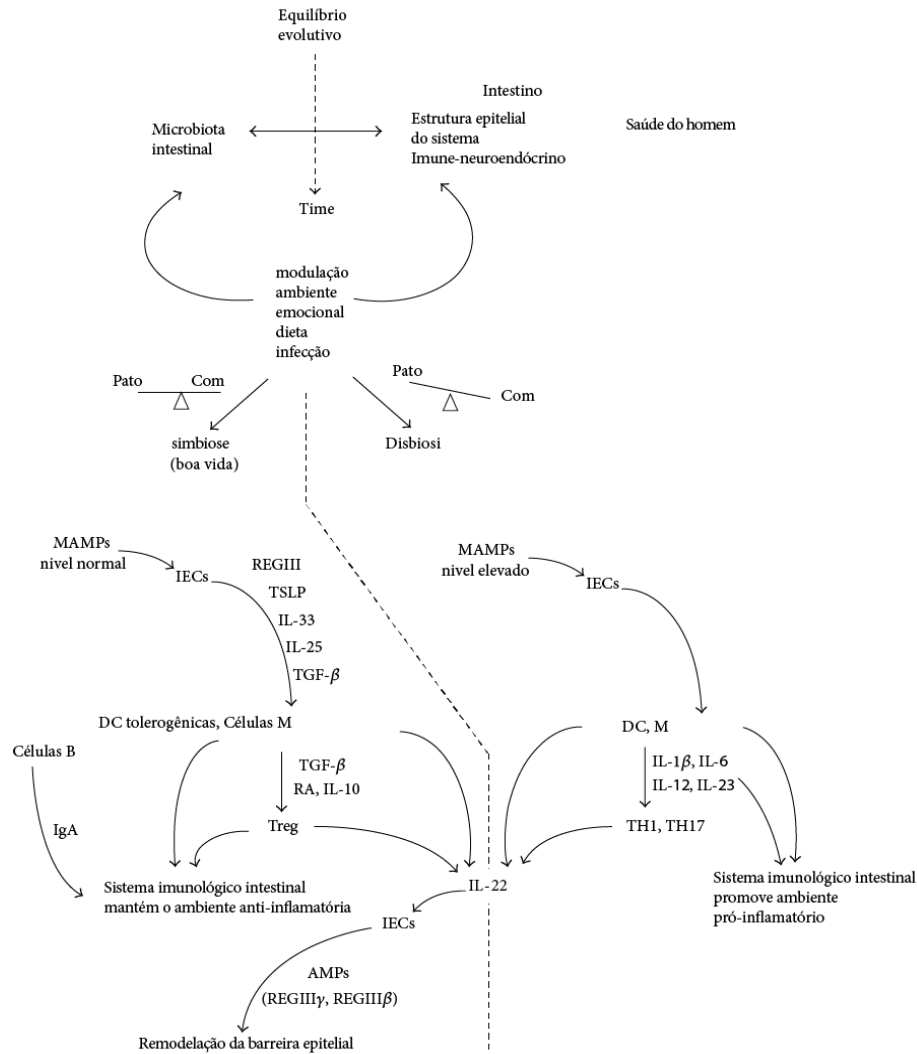 Equilíbrio
evolutivo
Intestino
Microbiota
intestinal
Estrutura epitelial
do sistema
Imune-neuroendócrino
Saúde do homem
Time
modulação
ambiente
emocional
dieta
infecção
Pato Com
Pato
Com
simbiose
(boa vida)
Disbiosi
MAMPs
nivel normal
IECs
REGIII
TSLP
IL-33
IL-25
TGF-β
MAMPs
nivel elevado
IECs
DC tolerogênicas, Células M
DC, M
Células B
IgA
TGF-β
RA, IL-10
Treg
IL-1β, IL-6
IL-12, IL-23
TH1, TH17
Sistema imunológico intestinal
mantém o ambiente anti-inflamatória
IL-22
Sistema imunológico intestinal
promove ambiente
pró-inflamatório
IECs
AMPs
(REGIIIγ, REGIIIβ)
Remodelação da barreira epitelial